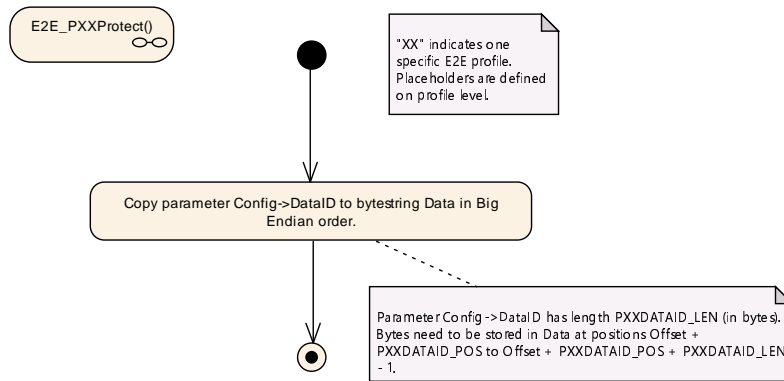 E2E_PXXProtect()
"XX" indicates one
specific E2E profile.
Placeholders are defined
on profile level.
Copy parameter Config->DataID to bytestring Data in Big
Endian order.
Parameter Config->DataID has length PXXDATAID_LEN (in bytes).
Bytes need to be stored in Data at positions Offset +
PXXDATAID_POS to Offset + PXXDATAID_POS + PXXDATAID_LEN
- 1.